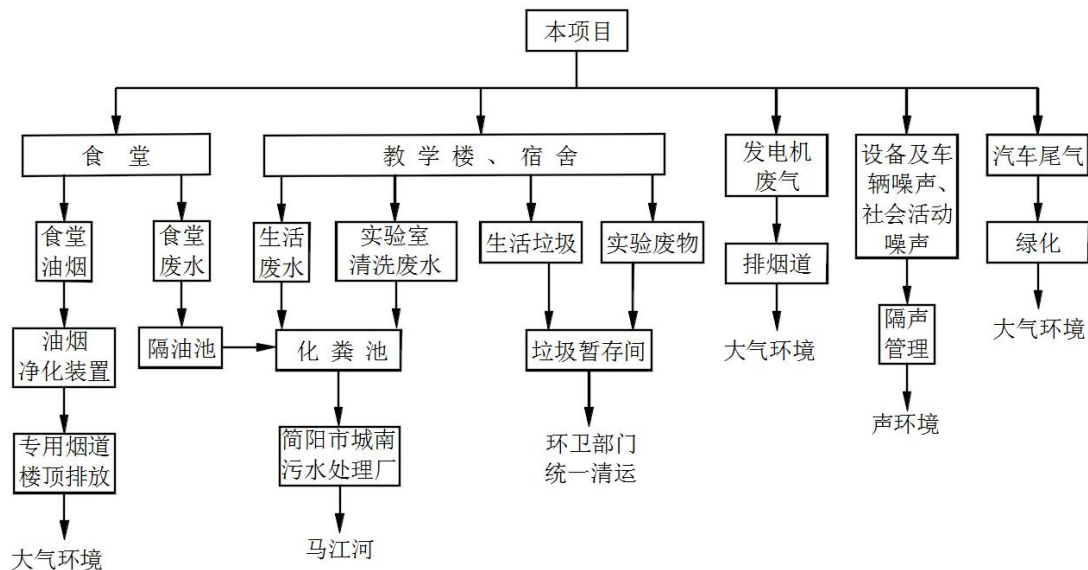 本项目
食堂
教学楼、宿舍
发电机
废气
设备及车
辆噪声、
社会活动
噪声
汽车尾气
食堂
油烟
食堂
废水
生活
废水
实验室
清洗废水
生活垃圾
实验废物
排烟道
绿化
油烟
净化装置
隔油池
化粪池
垃圾暂存间
大气环境
隔声
管理
大气环境
专用烟道
楼顶排放
简阳市城南
污水处理厂
环卫部门
统一清运
声环境
大气环境
马江河